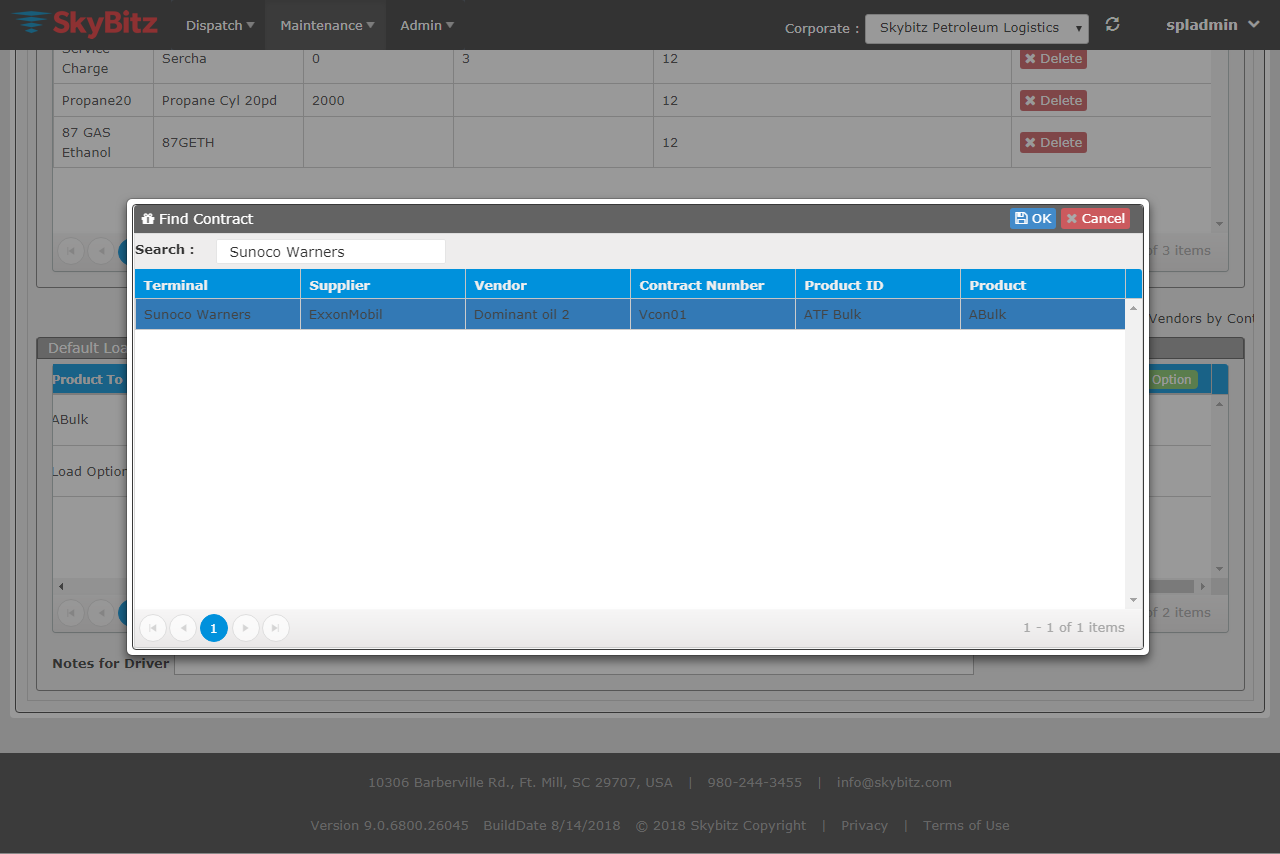 SkyBitz Dispatch Maintenance Admin Corporate : Skybitz Petroleum Logistics spladmin
Service
Charge Sercha 0 3 12 Delete
Propane20 Propane Cyl 20pd 2000 12 Delete
87 GAS
Ethanol 87GETH 12 Delete
Find Contract OK Cancel
Search : Sunoco Warners
of 3 items
Terminal Supplier Vendor Contract Number Product ID Product
Sunoco Warners ExxonMobil Dominant oil 2 Vcon01 ATF Bulk ABulk
Vendors by Cont
Default Loa
Product To Option
ABulk
Load Option
1 1 - 1 of 1 items
of 2 items
Notes for Driver
10306 Barberville Rd., Ft. Mill, SC 29707, USA | 980-244-3455 | info@skybitz.com
Version 9.0.6800.26045 BuildDate 8/14/2018 © 2018 Skybitz Copyright | Privacy | Terms of Use